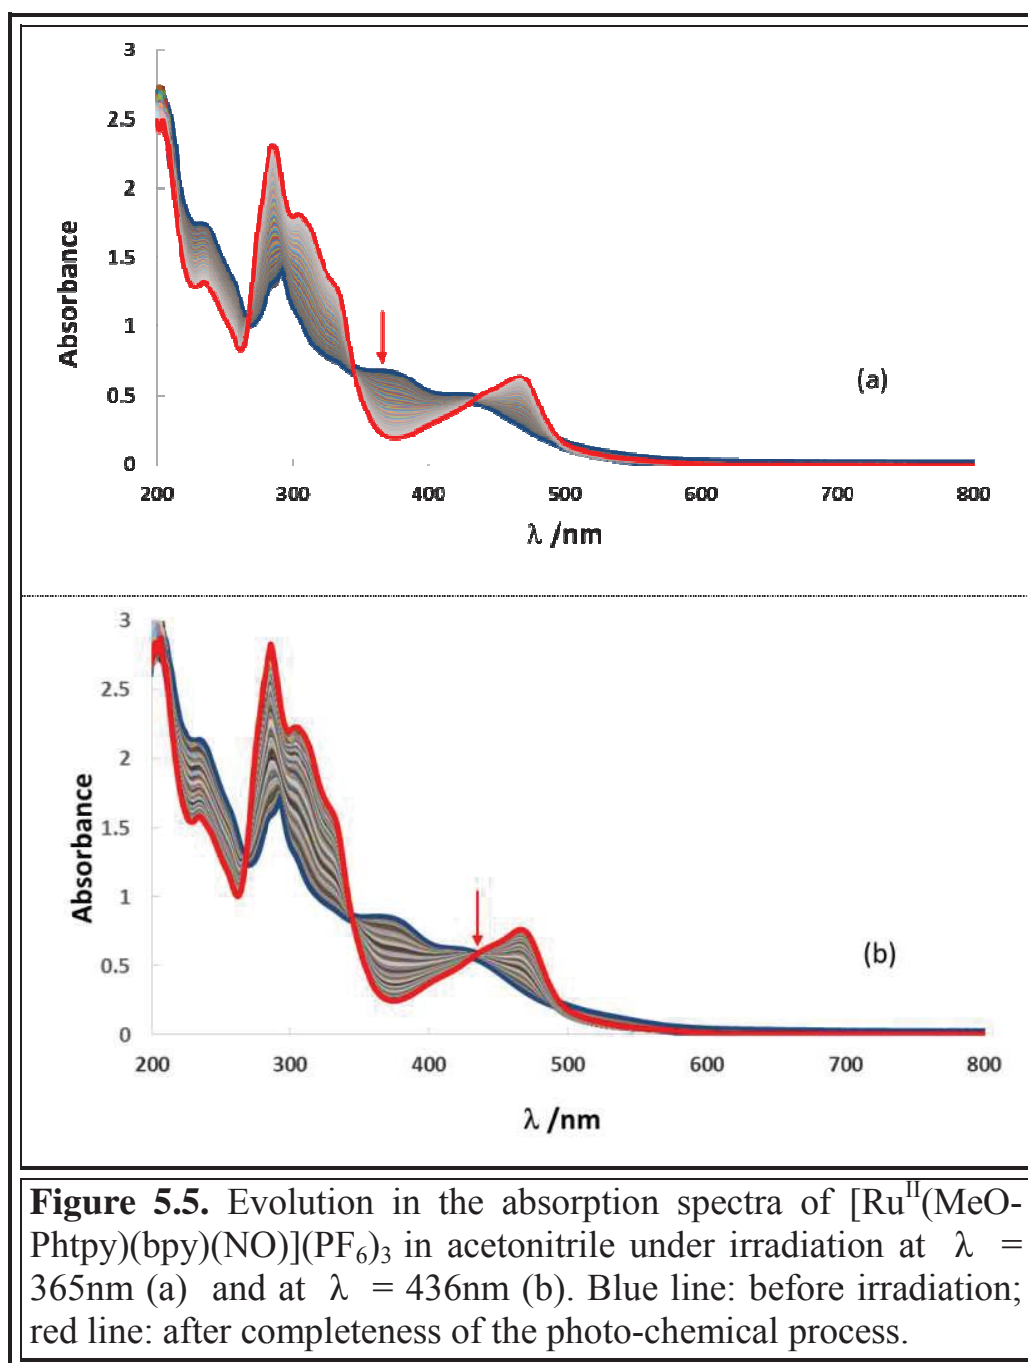 3
2.5
2
1.5
1
0.5
0
Absorbance
(a)
200 300 400 500 600 700 800
λ /nm
3
2.5
2
1.5
1
0.5
0
Absorbance
(b)
200 300 400 500 600 700 800
λ /nm
Figure 5.5. Evolution in the absorption spectra of [Ru^II(MeO-
Phtpy)(bpy)(NO)](PF₆)₃ in acetonitrile under irradiation at λ =
365nm (a) and at λ = 436nm (b). Blue line: before irradiation;
red line: after completeness of the photo-chemical process.